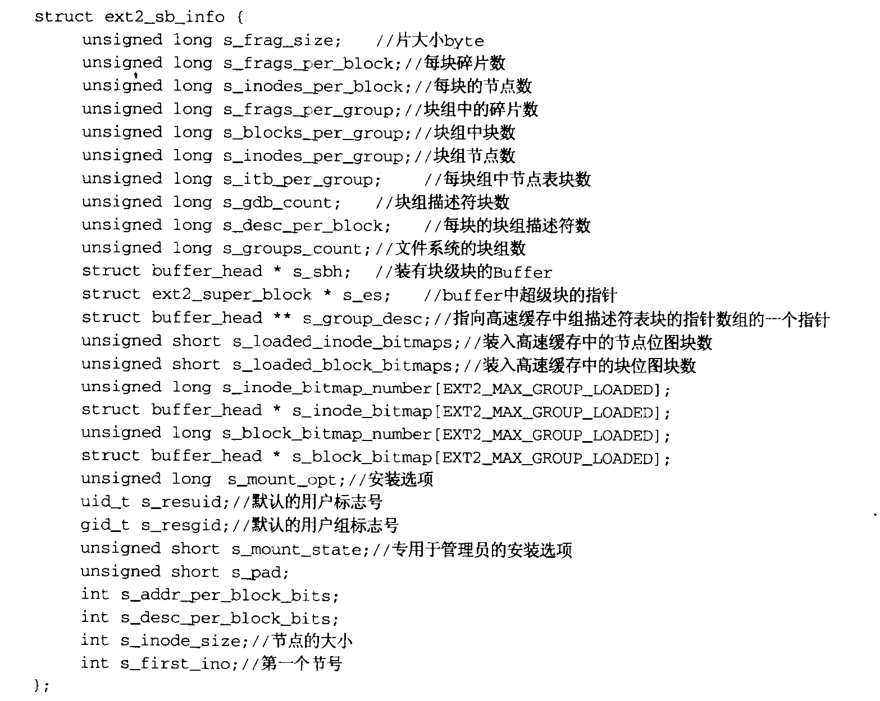 struct ext2_sb_info {
unsigned long s_frag_size; //片大小byte
unsigned long s_frags_per_block;//每块碎片数
unsigned long s_inodes_per_block;//每块的节点数
unsigned long s_frags_per_group;//块组中的碎片数
unsigned long s_blocks_per_group;//块组中块数
unsigned long s_inodes_per_group;//块组节点数
unsigned long s_itb_per_group; //每块组中节点表块数
unsigned long s_gdb_count; //块组描述符块数
unsigned long s_desc_per_block; //每块的块组描述符数
unsigned long s_groups_count;//文件系统的块组数
struct buffer_head * s_sbh; //装有块级块的Buffer
struct ext2_super_block * s_es; //buffer中超级块的指针
struct buffer_head ** s_group_desc;//指向高速缓存中组描述符表块的指针数组的一个指针
unsigned short s_loaded_inode_bitmaps;//装入高速缓存中的节点位图块数
unsigned short s_loaded_block_bitmaps;//装入高速缓存中的块位图块数
unsigned long s_inode_bitmap_number[EXT2_MAX_GROUP_LOADED];
struct buffer_head * s_inode_bitmap[EXT2_MAX_GROUP_LOADED];
unsigned long s_block_bitmap_number[EXT2_MAX_GROUP_LOADED];
struct buffer_head * s_block_bitmap[EXT2_MAX_GROUP_LOADED];
unsigned long s_mount_opt;//安装选项
uid_t s_resuid;//默认的用户标志号
gid_t s_resgid;//默认的用户组标志号
unsigned short s_mount_state;//专用于管理员的安装选项
unsigned short s_pad;
int s_addr_per_block_bits;
int s_desc_per_block_bits;
int s_inode_size;//节点的大小
int s_first_ino;//第一个节号
};